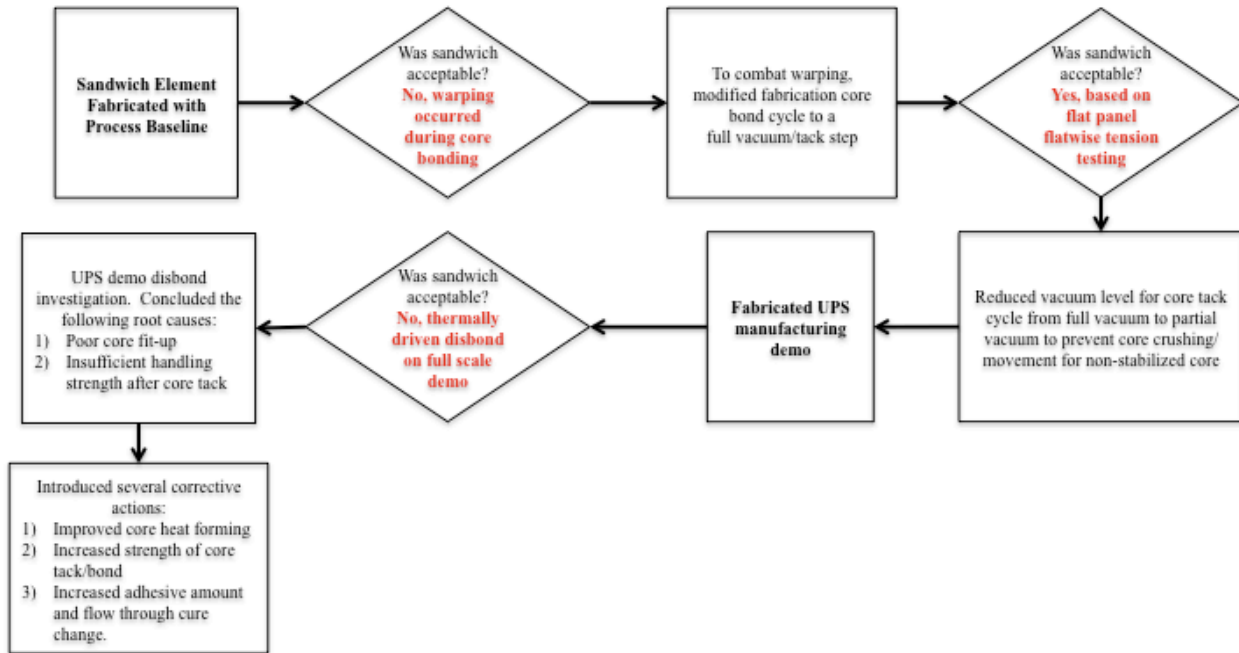 Sandwich Element
Fabricated with
Process Baseline
Was sandwich
acceptable?
No, warping
occurred
during core
bonding
To combat warping,
modified fabrication core
bond cycle to a
full vacuum/tack step
Was sandwich
acceptable?
Yes, based on
flat panel
flatwise tension
testing
Reduced vacuum level for core tack
cycle from full vacuum to partial
vacuum to prevent core crushing/
movement for non-stabilized core
Fabricated UPS
manufacturing
demo
Was sandwich
acceptable?
No, thermally
driven disbond
on full scale
demo
UPS demo disbond
investigation. Concluded the
following root causes:
1) Poor core fit-up
2) Insufficient handling
strength after core tack
Introduced several corrective
actions:
1) Improved core heat forming
2) Increased strength of core
tack/bond
3) Increased adhesive amount
and flow through cure
change.